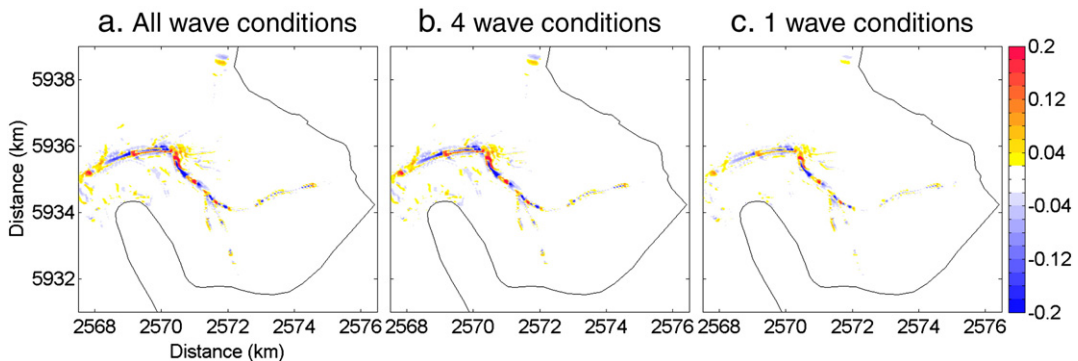 a. All wave conditions
b. 4 wave conditions
c. 1 wave conditions
Distance (km)
5938
5936
5934
5932
2568 2570 2572 2574 2576
Distance (km)
2568 2570 2572 2574 2576
2568 2570 2572 2574 2576
0.2
0.12
0.04
-0.04
-0.12
-0.2